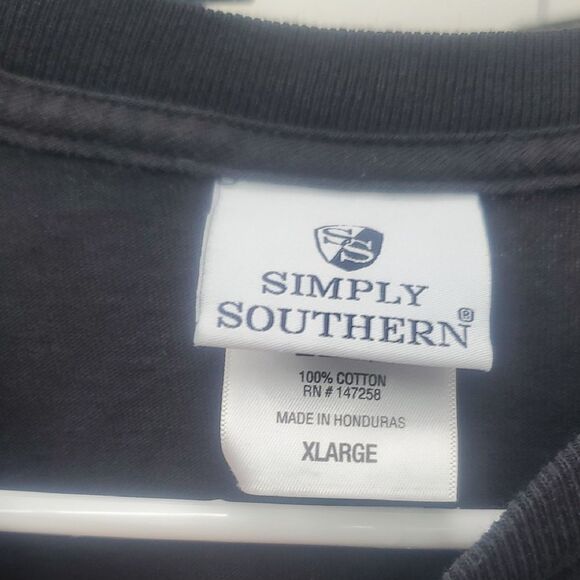 SS
SIMPLY
SOUTHERN®
100% COTTON
RN # 147258
MADE IN HONDURAS
XLARGE